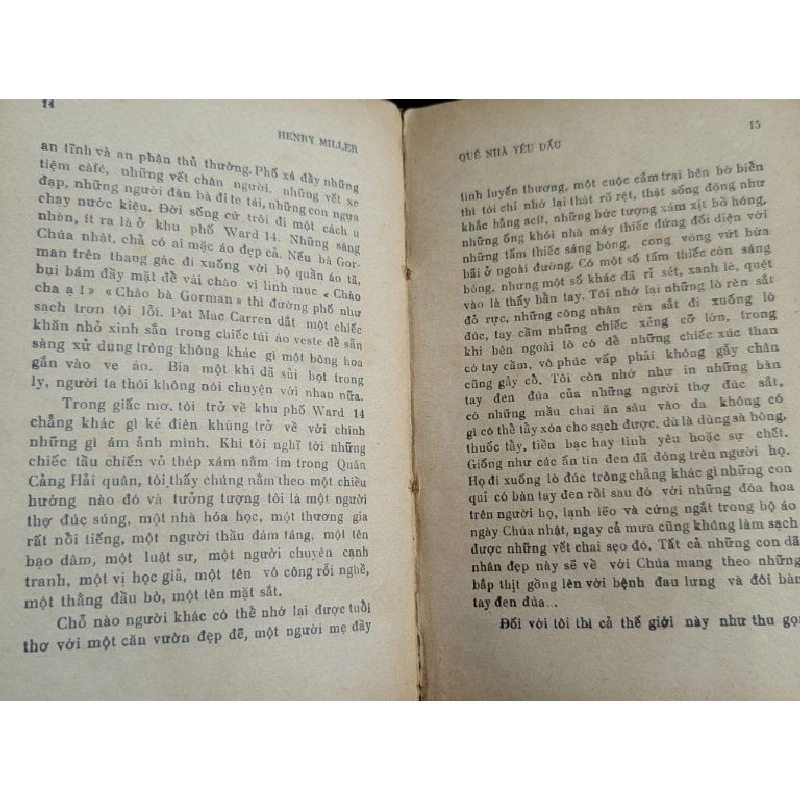 14
HENRY MILLER
an tĩnh và an phận thủ thường. Phố xá đầy những
tiệm càfé, những vết chân người, những vết xe
đạp, những người đàn bà đi te tái, những con ngựa
chạy nước kiệu. Đời sống cứ trôi đi một cách u
nhàn, ít ra là ở khu phố Ward 14. Những sáng
Chúa nhật, chả có ai mặc áo đẹp cả. Nếu bà Gor-
man trên thang gác đi xuống với bộ quần áo tã,
bụi bám đầy mặt để vái chào vị linh mục « Chào
cha ạ ! » « Chào bà Gorman » thì đường phố như
sạch trơn tội lỗi. Pat Mac Carren dắt một chiếc
khăn nhỏ xinh sắn trong chiếc túi áo veste để sẵn
sàng xử dụng trông không khác gì một bông hoa
gắn vào ve áo. Bia một khi đã sủi bọt trong
ly, người ta thôi không nói chuyện với nhau nữa.
Trong giấc mơ, tôi trở về khu phố Ward 14
chẳng khác gì kẻ điên khùng trở về với chính
những gì ám ảnh mình. Khi tôi nghĩ tới những
chiếc tầu chiến vỏ thép xám nằm im trong Quân
Cảng Hải quân, tôi thấy chúng nằm theo một chiều
hướng nào đó và tưởng tượng tôi là một người
thợ đúc súng, một nhà hóa học, một thương gia
rất nổi tiếng, một người thầu đám táng, một tên
bạo dâm, một luật sư, một người chuyên cạnh
tranh, một vị học giả, một tên vô công rỗi nghề,
một thằng đầu bò, một tên mặt sắt.
Chỗ nào người khác có thể nhớ lại được tuổi
thơ với một căn vườn đẹp đẽ, một người mẹ đầy
15
QUÊ NHÀ YÊU DẤU
tình luyến thương, một cuộc cắm trại bên bờ biển
thì tôi chỉ nhớ lại thật rõ rệt, thật sống động như
khắc bằng acit, những bức tượng xám xịt bồ hóng,
những ống khói nhà máy thiếc đứng đối diện với
những tấm thiếc sáng bóng, cong vòng vứt bừa
bãi ở ngoài đường. Có một số tấm thiếc còn sáng
bóng, nhưng một số khác đã rỉ sét, xanh lè, quệt
vào là thấy bằn tay. Tôi nhớ lại những lò rèn sắt
đỏ rực, những công nhân rèn sắt đi xuống lò
đúc, tay cầm những chiếc xẻng cỡ lớn, trong
khi bên ngoài lò có để những chiếc xúc than
có tay cầm, vô phúc vấp phải không gẫy chân
cũng gẫy cổ. Tôi còn nhớ như in những bàn
tay đen đủa của những người thợ đúc sắt,
có những mầu chai ăn sâu vào da không có
gì có thể tẩy xóa cho sạch được, dù là dùng sà bông,
thuốc tẩy, tiền bạc hay tình yêu hoặc sự chết.
Giống như các ấn tín đen đã đóng trên người họ.
Họ đi xuống lò đúc trông chẳng khác gì những con
quỉ có bàn tay đen rồi sau đó với những đóa hoa
trên người họ, lạnh lẽo và cứng ngắt trong bộ áo
ngày Chúa nhật, ngay cả mưa cũng không làm sạch
được những vết chai sẹo đó. Tất cả những con dã
nhân đẹp này sẽ về với Chúa mang theo những
bắp thịt gồng lên với bệnh đau lưng và đôi bàn
tay đen đủa...
Đối với tôi thì cả thế giới này như thu gọn